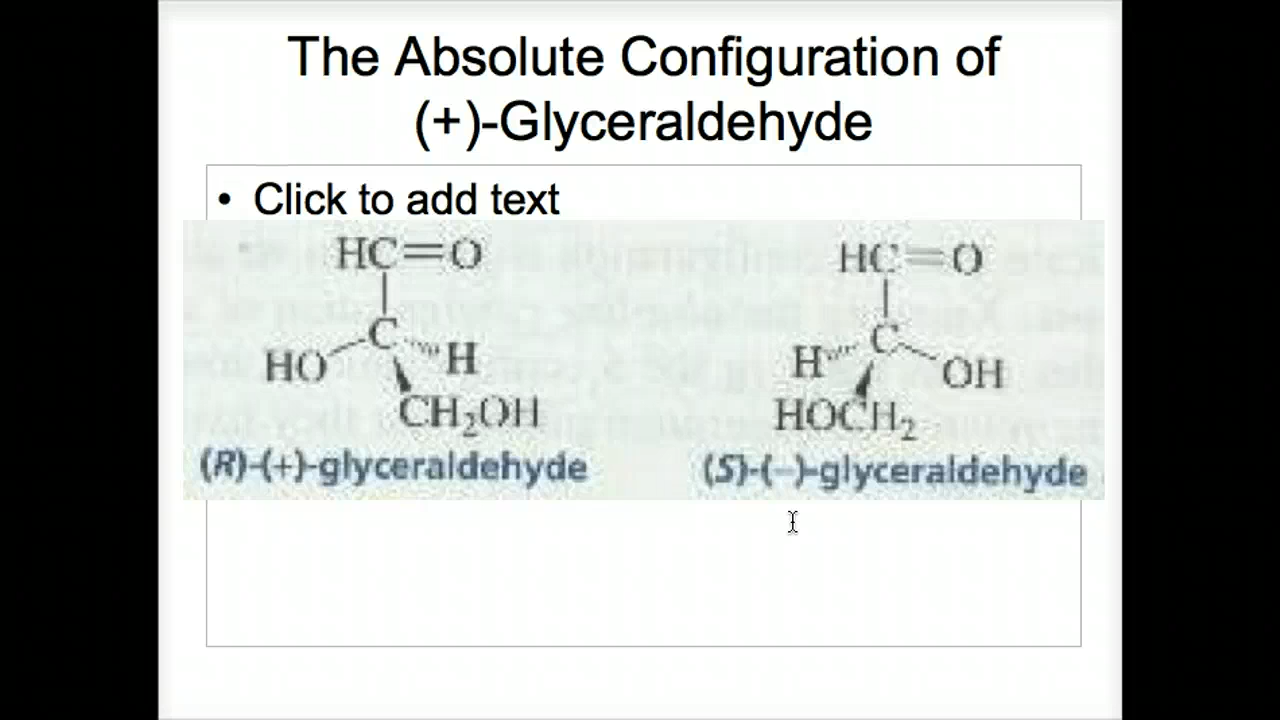 The Absolute Configuration of
(+)-Glyceraldehyde
• Click to add text
HC=O
HC=O
C
C
HO
H
H
OH
CH₂OH
HOCH₂
(R)-(+)-glyceraldehyde
(S)-(−)-glyceraldehyde